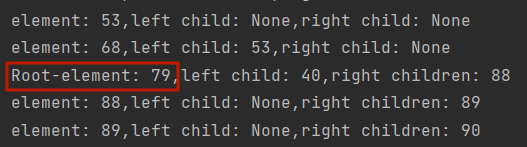 element: 53,left child: None,right child: None
element: 68,left child: 53,right child: None
Root-element: 79,left child: 40,right children: 88
element: 88,left child: None,right children: 89
element: 89,left child: None,right children: 90